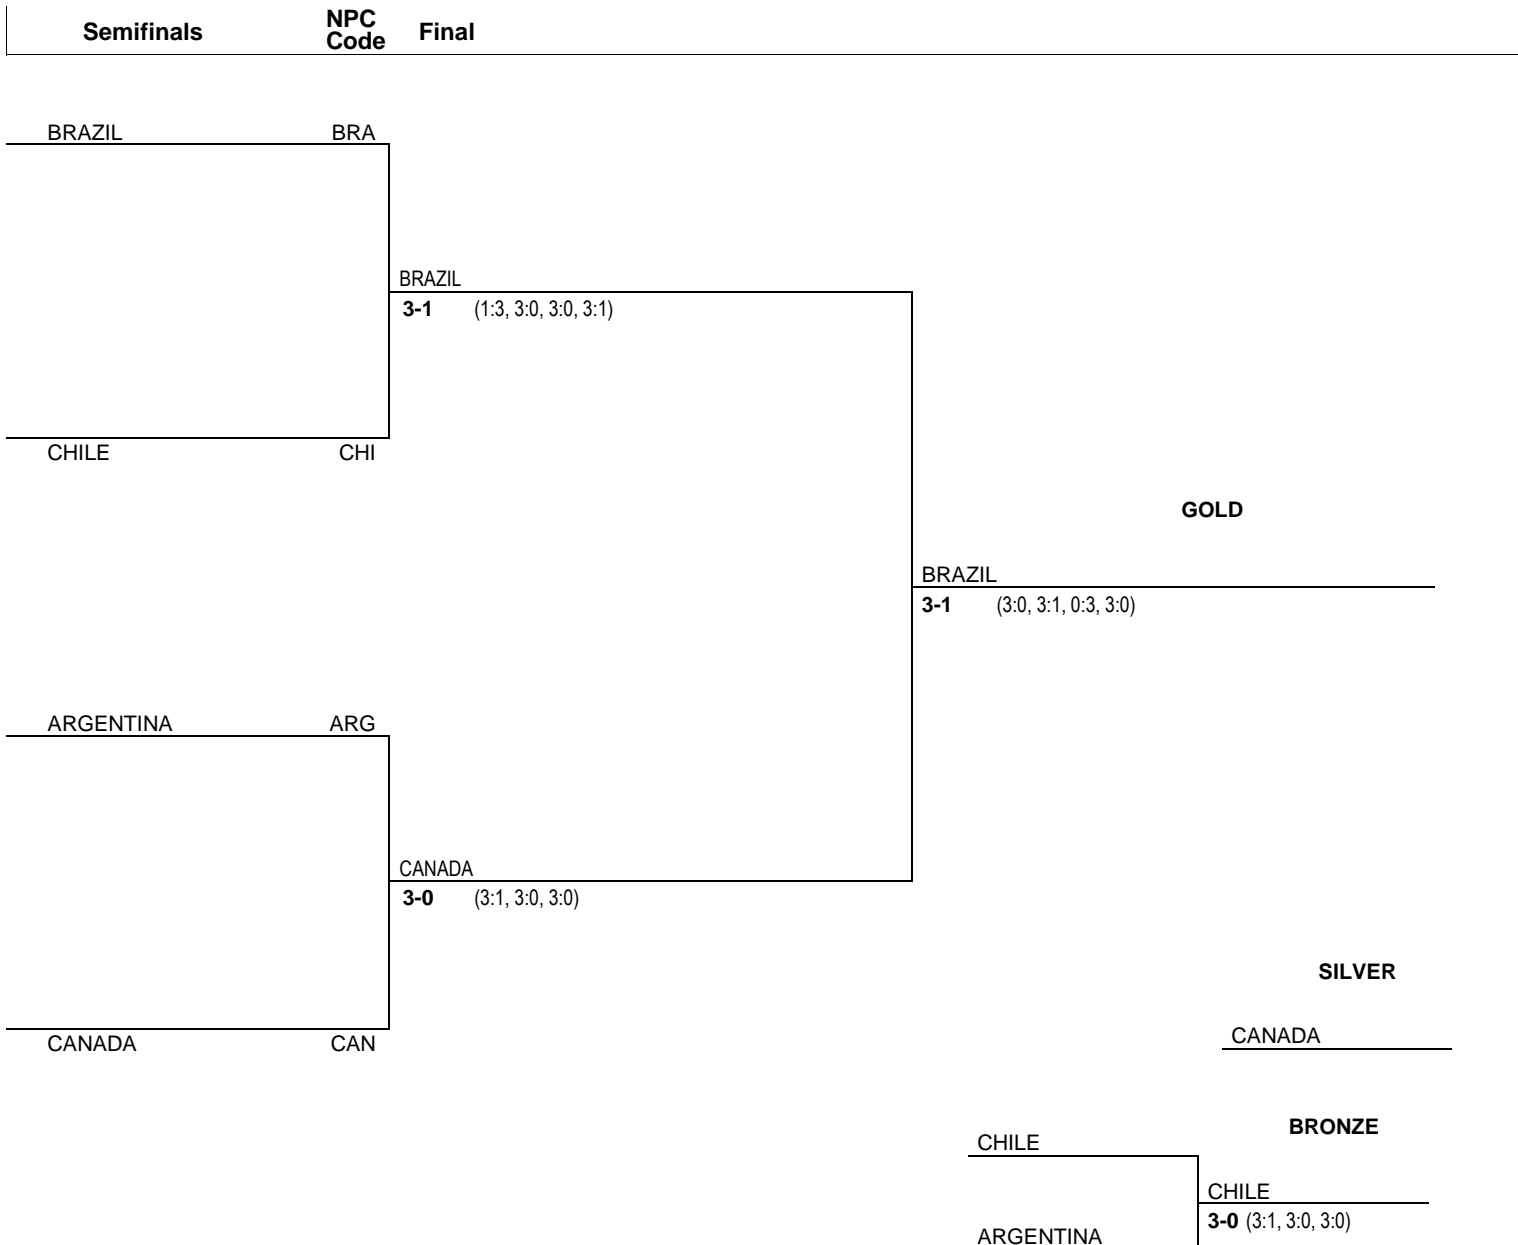 Semifinals NPC Code Final
BRAZIL BRA
BRAZIL
3-1 (1:3, 3:0, 3:0, 3:1)
CHILE CHI
GOLD
BRAZIL
3-1 (3:0, 3:1, 0:3, 3:0)
ARGENTINA ARG
CANADA
3-0 (3:1, 3:0, 3:0)
SILVER
CANADA CAN
CANADA
BRONZE
CHILE
CHILE
3-0 (3:1, 3:0, 3:0)
ARGENTINA